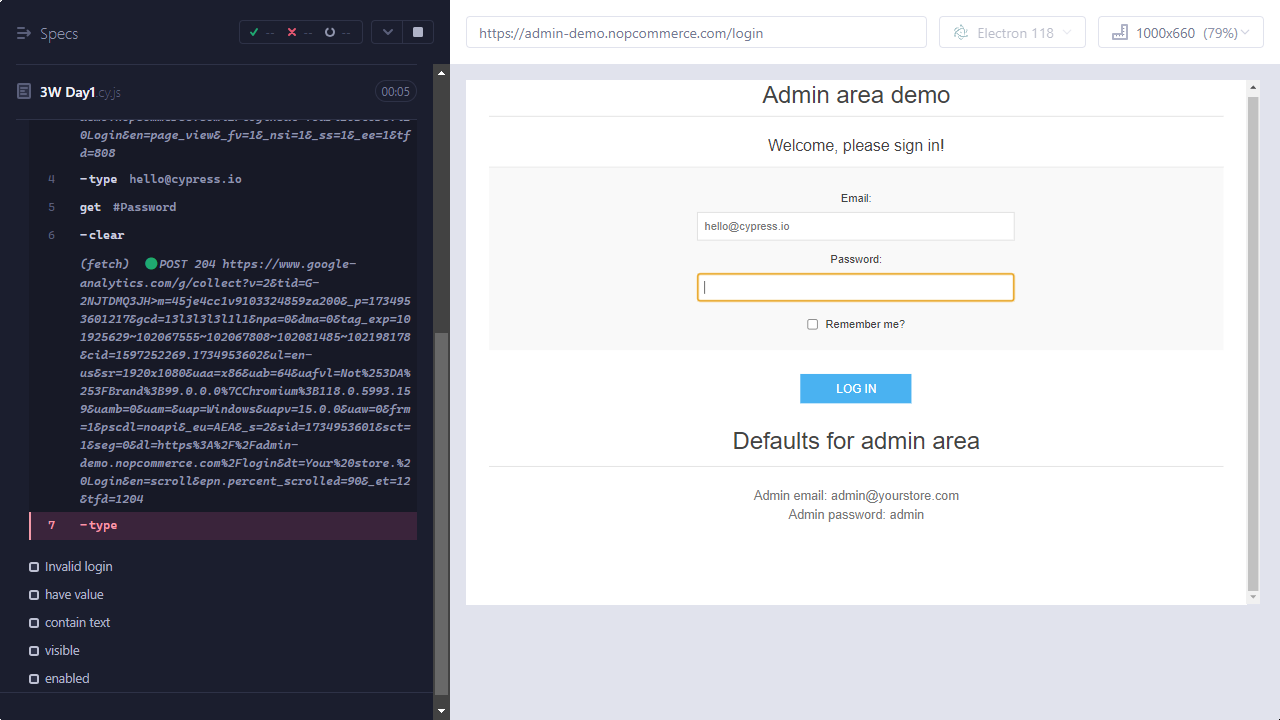 Specs
--
--
--
3W Day1.cy.js
00:05
0Login&en=page_view&_fv=1&_nsi=1&_ss=1&_ee=1&tf
d=808
4 -type hello@cypress.io
5 get #Password
6 -clear
(fetch) POST 204 https://www.google-
analytics.com/g/collect?v=2&tid=G-
2NJTDMQ3JH>m=45je4cc1v9103324859za200&_p=173495
3601217&gcd=13l3l3l3l1l1&npa=0&dma=0&tag_exp=10
1925629~102067555~102067808~102081485~102198178
&cid=1597252269.1734953602&ul=en-
us&sr=1920x1080&uaa=x86&uab=64&uafvl=Not%253DA%
253FBrand%3B99.0.0.0%7CChromium%3B118.0.5993.15
9&uamb=0&uam=&uap=Windows&uapv=15.0.0&uaw=0&frm
=1&pscdl=noapi&_eu=AEA&_s=2&sid=1734953601&sct=
1&seg=0&dl=https%3A%2F%2Fadmin-
demo.nopcommerce.com%2Flogin&dt=Your%20store.%2
0Login&en=scroll&epn.percent_scrolled=90&_et=12
&tfd=1204
7 -type
Invalid login
have value
contain text
visible
enabled
https://admin-demo.nopcommerce.com/login
Electron 118
1000x660 (79%)
Admin area demo
Welcome, please sign in!
Email:
hello@cypress.io
Password:
Remember me?
LOG IN
Defaults for admin area
Admin email: admin@yourstore.com
Admin password: admin